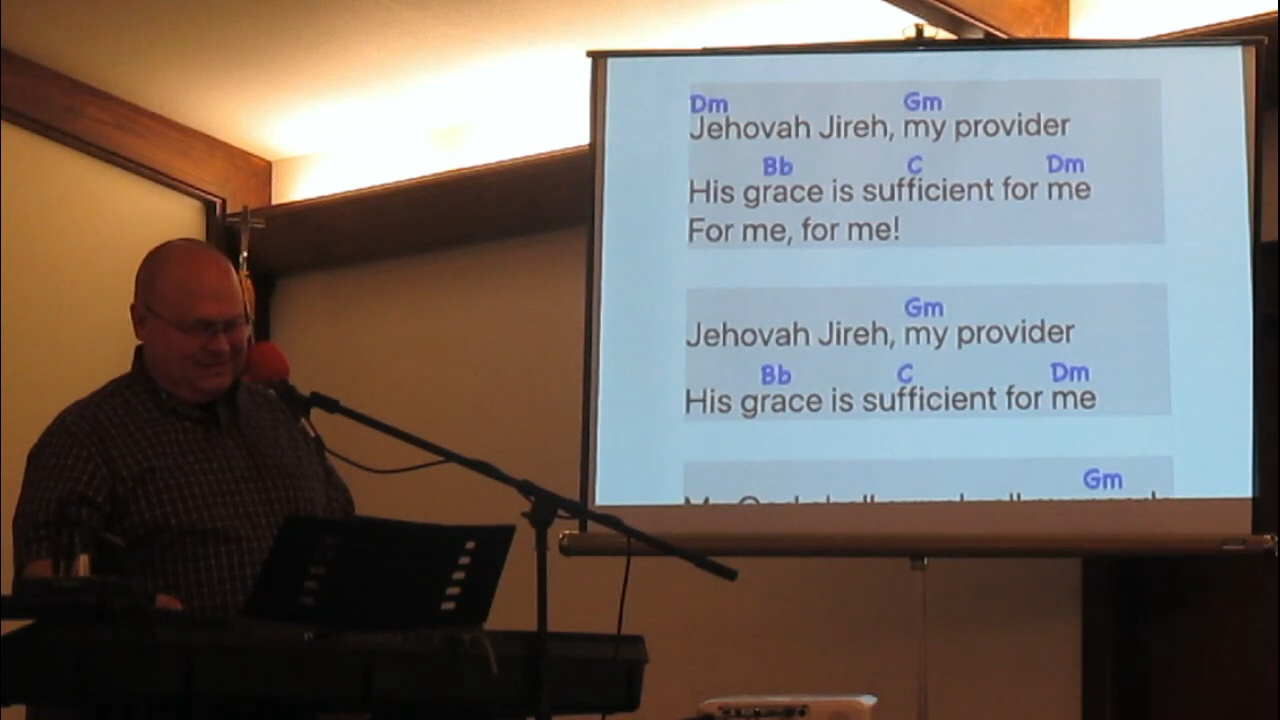 Dm Gm
Jehovah Jireh, my provider
Bb C Dm
His grace is sufficient for me
For me, for me!
Gm
Jehovah Jireh, my provider
Bb C Dm
His grace is sufficient for me
Gm